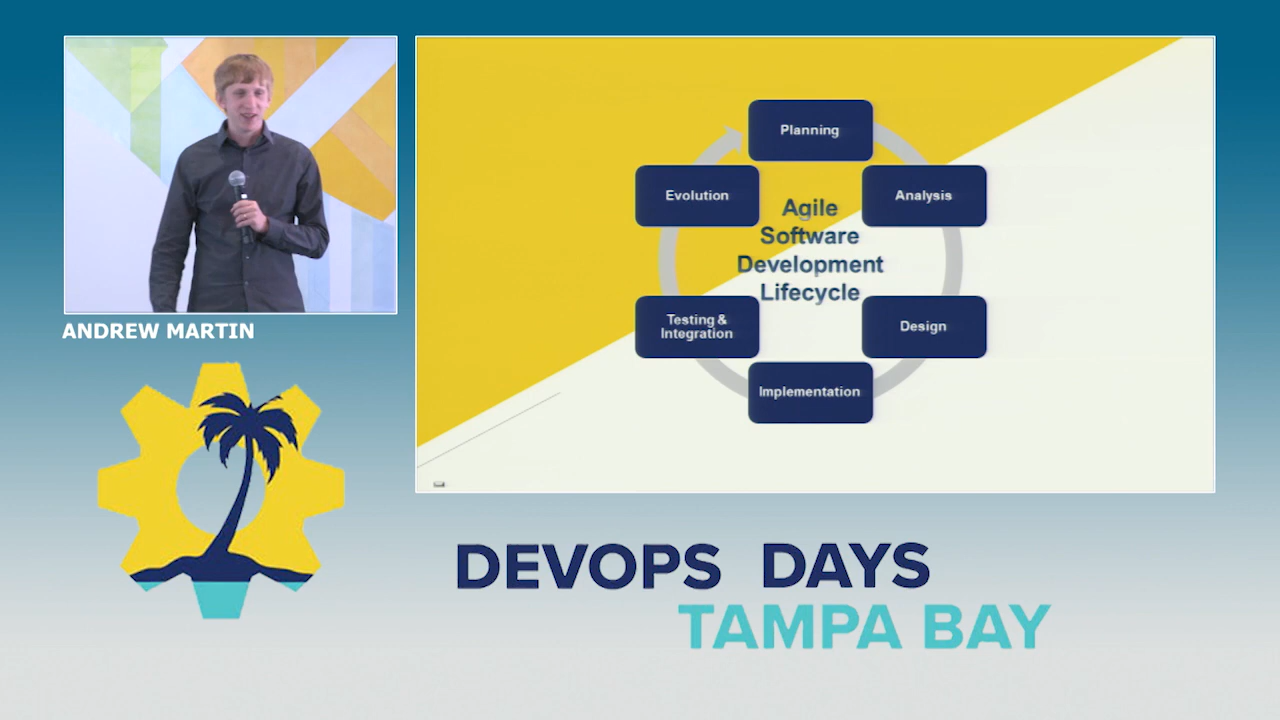 ANDREW MARTIN
Planning
Evolution
Analysis
Agile
Software
Development
Lifecycle
Testing &
Integration
Design
Implementation
DEVOPS DAYS
TAMPA BAY